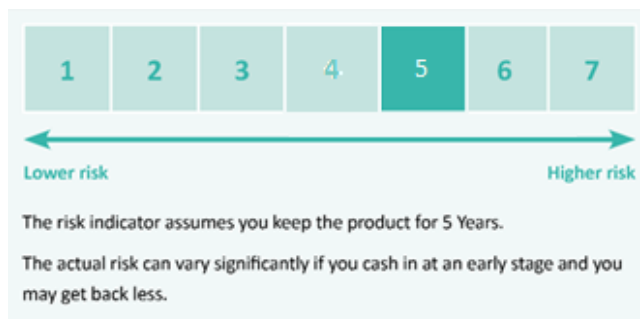 1 2 3 4 5 6 7
Lower risk Higher risk
The risk indicator assumes you keep the product for 5 Years.
The actual risk can vary significantly if you cash in at an early stage and you
may get back less.